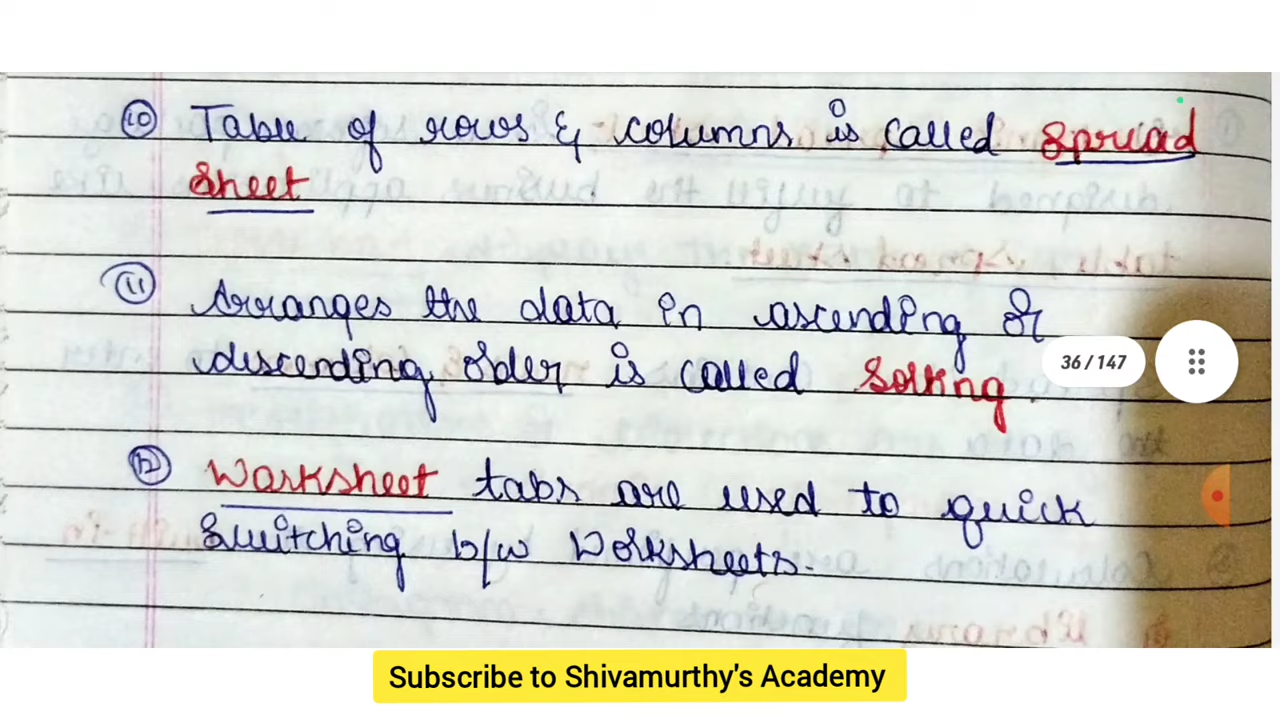 10 Table of rows & columns is called Spread
Sheet
11 Arranges the data in ascending or
descending order is called Sorting
36 / 147
12 Worksheet tabs are used to quick
Switching b/w Worksheets.
Subscribe to Shivamurthy's Academy